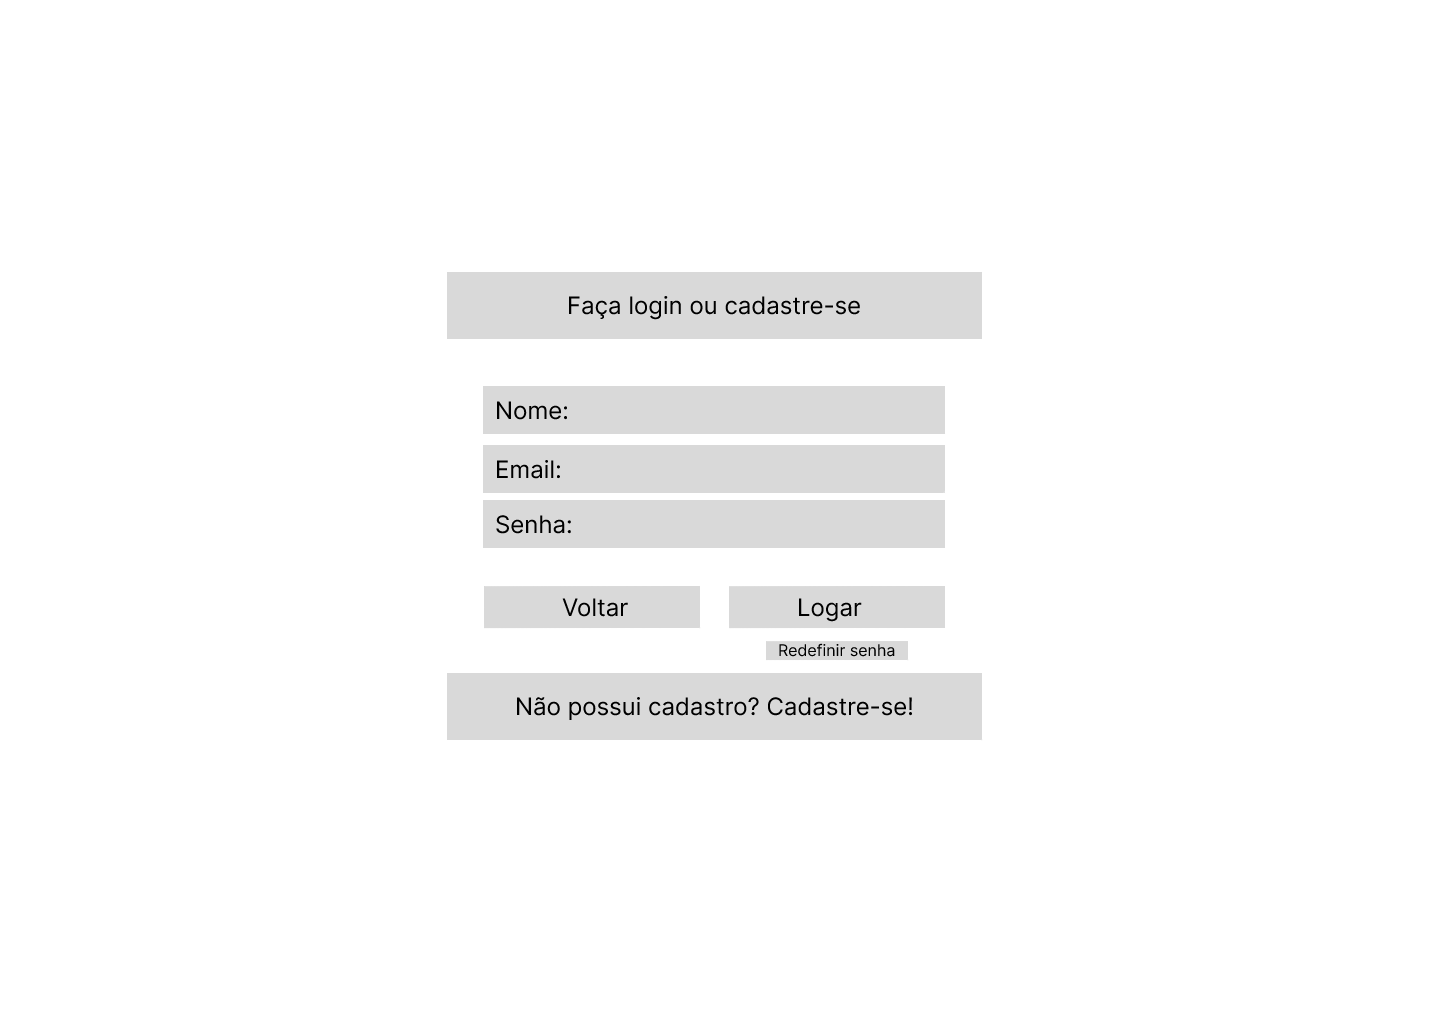 Faça login ou cadastre-se
Nome:
Email:
Senha:
Voltar
Logar
Redefinir senha
Não possui cadastro? Cadastre-se!